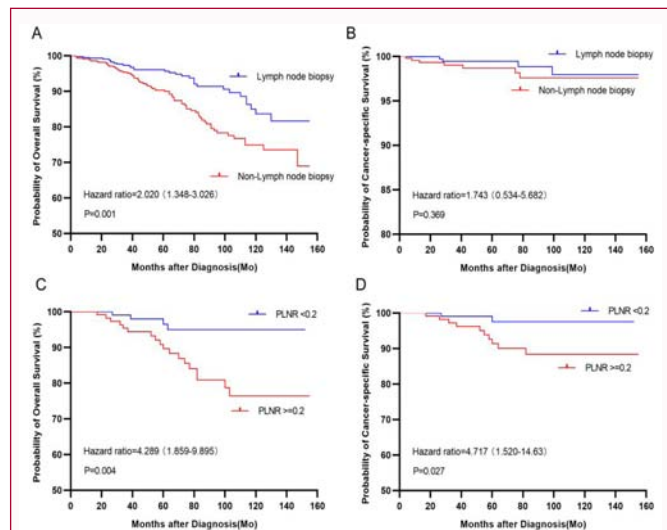 A
Probability of Overall Survival (%)
100
90
80
70
60
50
Lymph node biopsy
Non-Lymph node biopsy
Hazard ratio=2.020（1.348-3.026)
P=0.001
0 20 40 60 80 100 120 140 160
Months after Diagnosis(Mo)
B
Probability of Cancer-specific Survival (%)
100
95
90
85
80
Lymph node biopsy
Non-Lymph node biopsy
Hazard ratio=1.743 (0.534-5.682)
P=0.369
0 20 40 60 80 100 120 140 160
Months after Diagnosis(Mo)
C
Probability of Overall Survival (%)
100
90
80
70
60
50
PLNR <0.2
PLNR >=0.2
Hazard ratio=4.289 (1.859-9.895)
P=0.004
0 20 40 60 80 100 120 140 160
Months after Diagnosis(Mo)
D
Probability of Cancer-specific Survival (%)
100
90
80
70
60
50
PLNR <0.2
PLNR >=0.2
Hazard ratio=4.717 (1.520-14.63)
P=0.027
0 20 40 60 80 100 120 140 160
Months after Diagnosis(Mo)